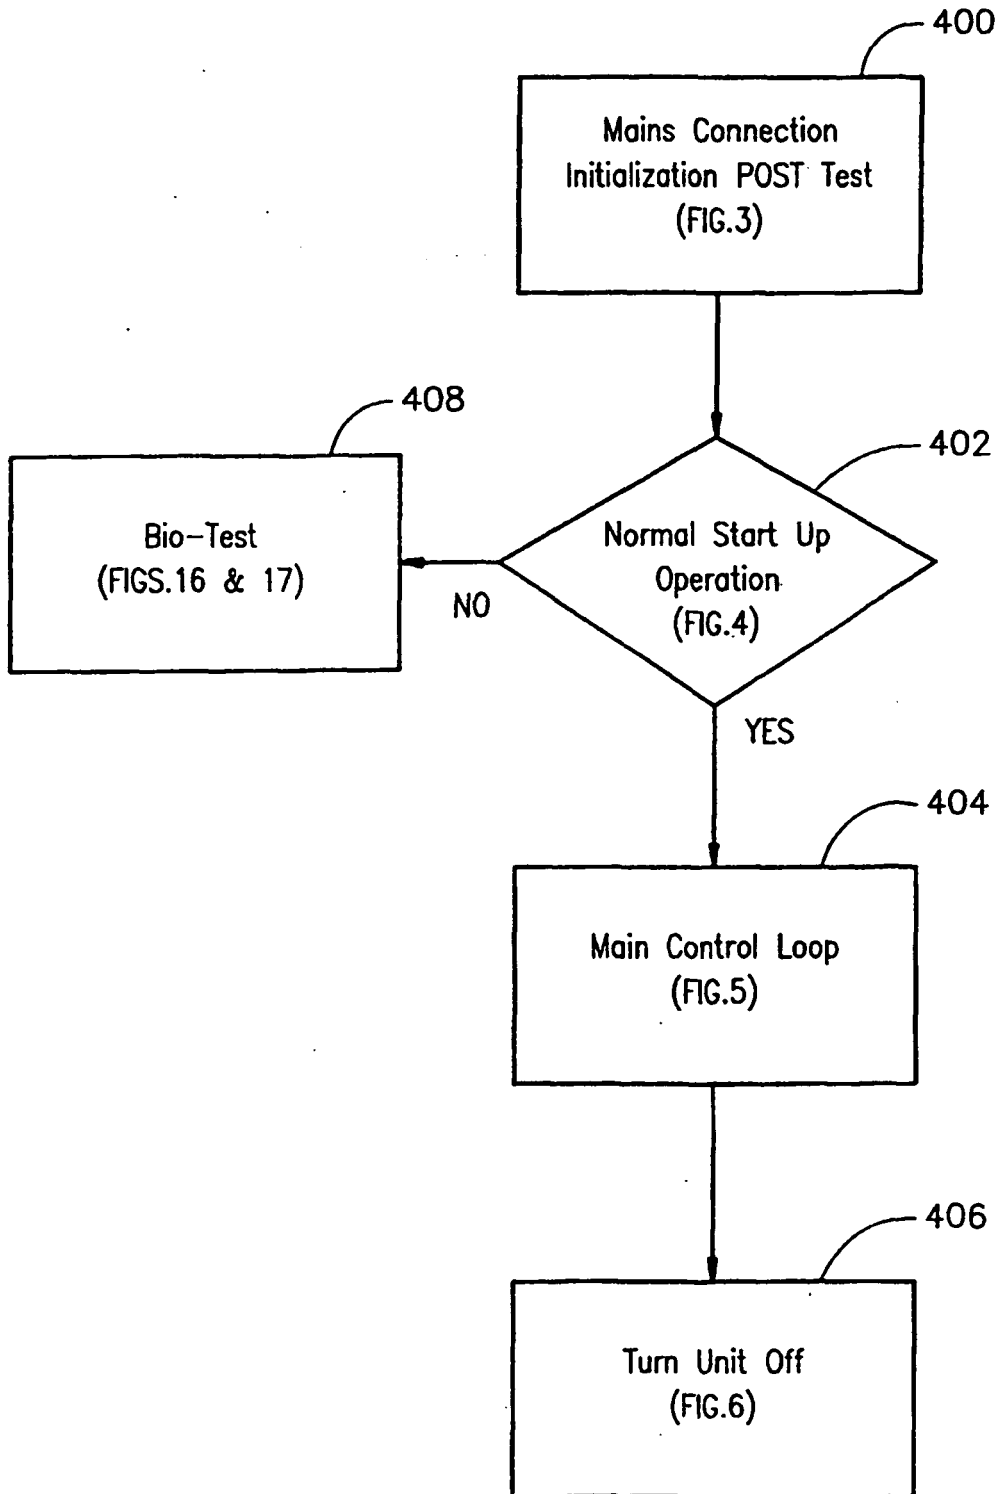 400
Mains Connection
Initialization POST Test
(FIG.3)
408
402
Bio-Test
(FIGS.16 & 17)
Normal Start Up
Operation
(FIG.4)
NO
YES
404
Main Control Loop
(FIG.5)
406
Turn Unit Off
(FIG.6)